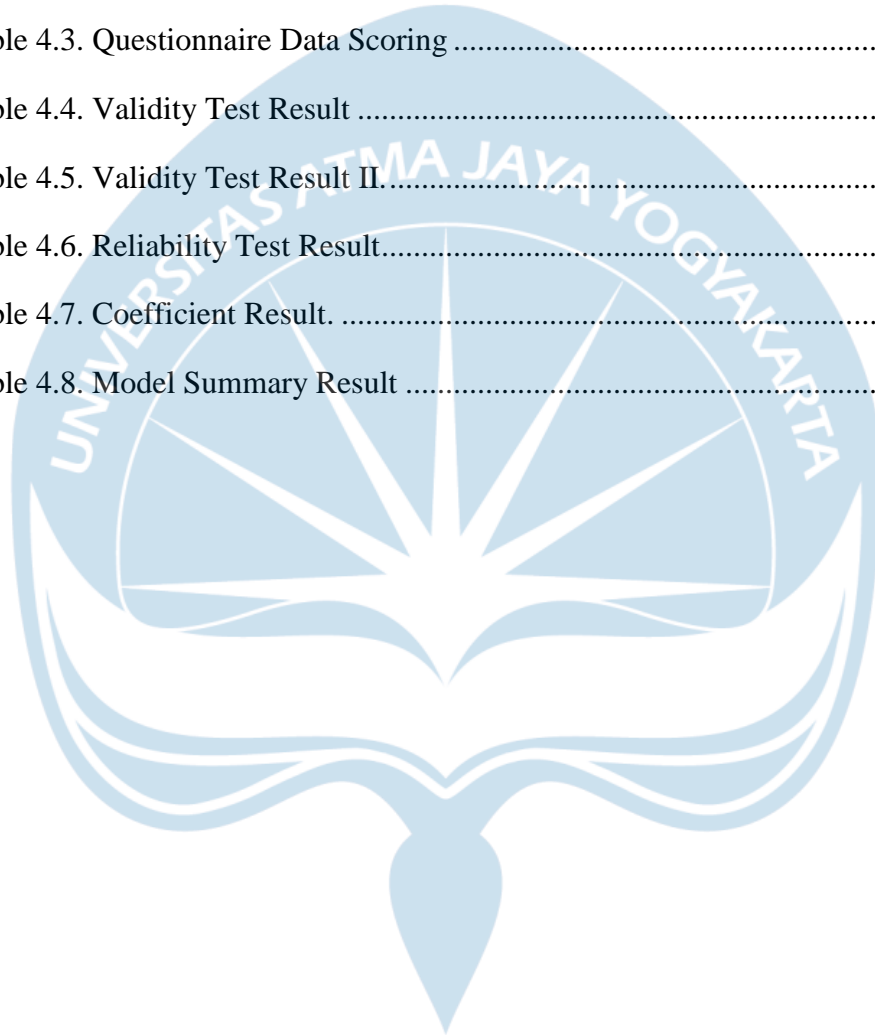 ble 4.3. Questionnaire Data Scoring ....................................................................
ble 4.4. Validity Test Result ....................................................................................
ble 4.5. Validity Test Result II.................................................................................
ble 4.6. Reliability Test Result.................................................................................
ble 4.7. Coefficient Result. .......................................................................................
ble 4.8. Model Summary Result .............................................................................
UNIVERSITAS ATMA JAYA YOGYAKARTA